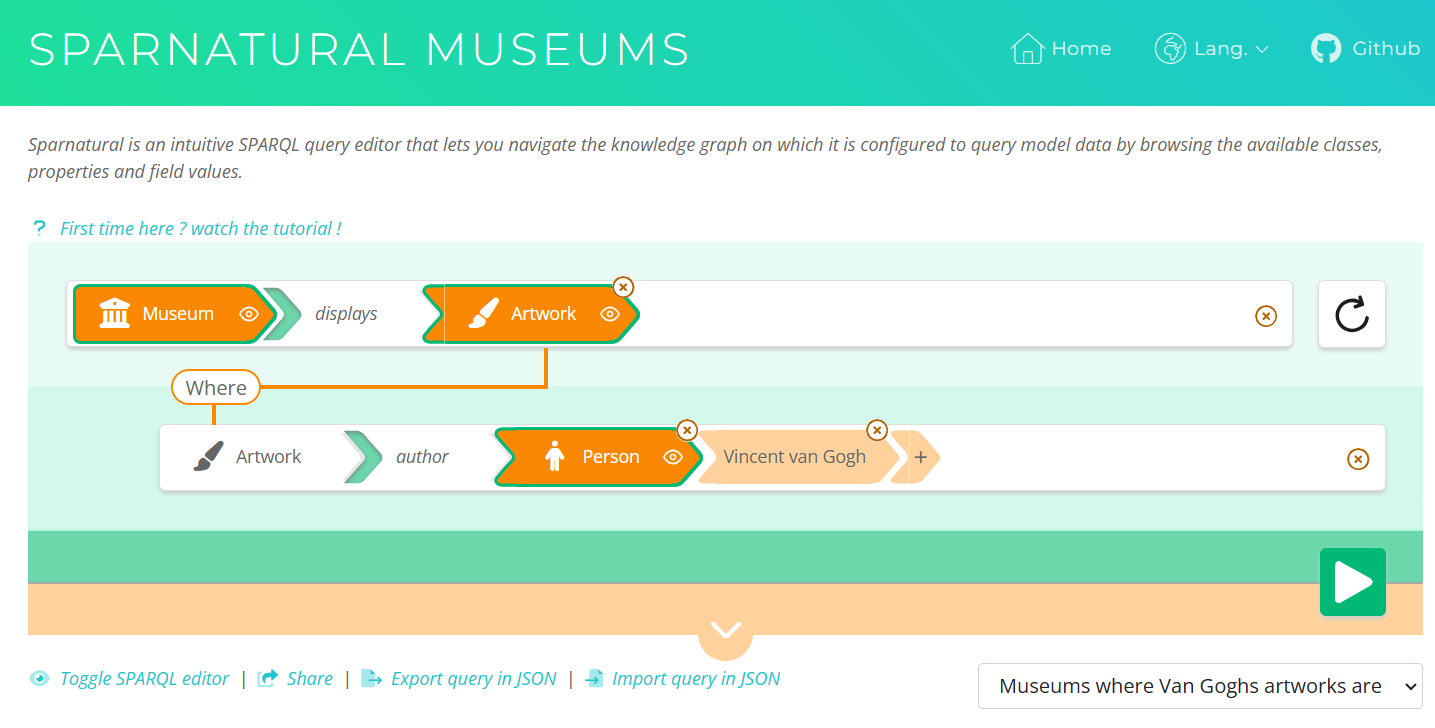 SPARNATURAL MUSEUMS
Home
Lang.
Github
Sparnatural is an intuitive SPARQL query editor that lets you navigate the knowledge graph on which it is configured to query model data by browsing the available classes,
properties and field values.
? First time here ? watch the tutorial !
Museum displays Artwork
Where
Artwork author Person Vincent van Gogh +
Toggle SPARQL editor | Share | Export query in JSON | Import query in JSON
Museums where Van Goghs artworks are